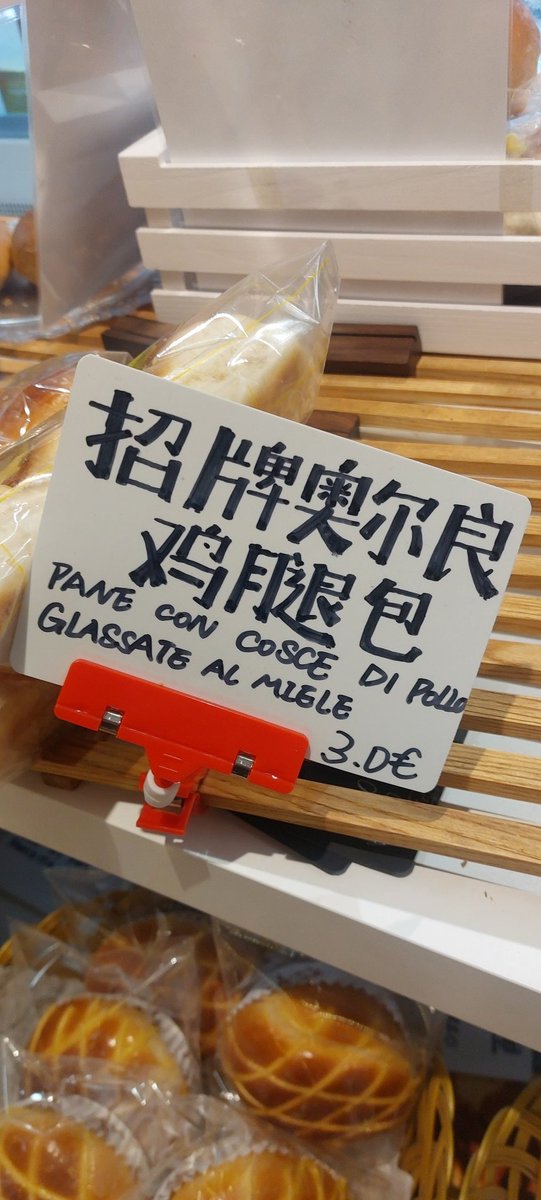 招牌奥尔良
鸡腿包
PANE CON COSCE DI POLLO
GLASSATE AL MIELE
3.0€